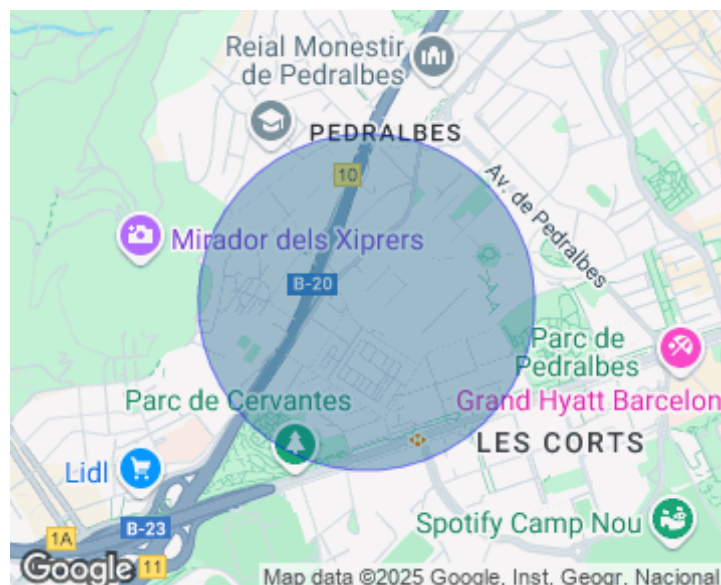 Reial Monestir
de Pedralbes
PEDRALBES
10
Av. de Pedralbes
Mirador dels Xiprers
B-20
Parc de
Pedralbes
Parc de Cervantes
Grand Hyatt Barcelon
LES CORTS
Lidl
B-23
1A
Spotify Camp Nou
11
Google
Map data ©2025 Google, Inst. Geogr. Nacional